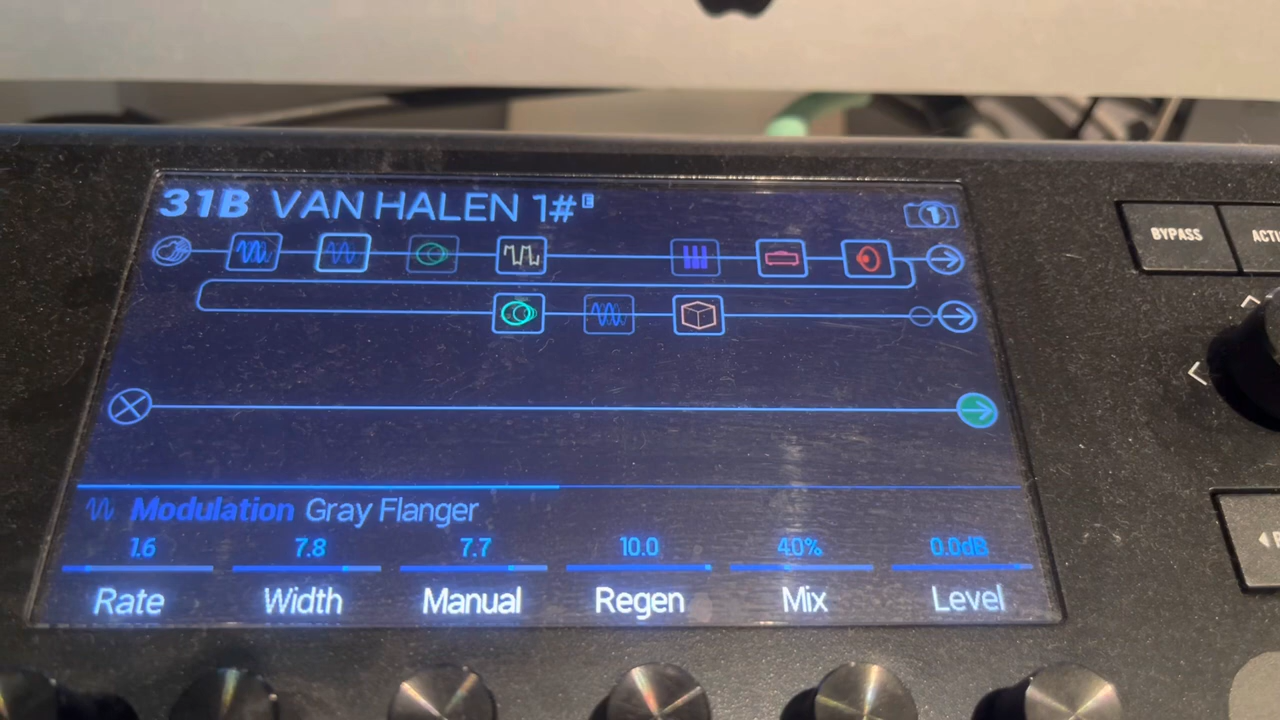 31B VAN HALEN 1# E
1
BYPASS
Modulation Gray Flanger
1.6 7.8 7.7 10.0 40% 0.0dB
Rate Width Manual Regen Mix Level